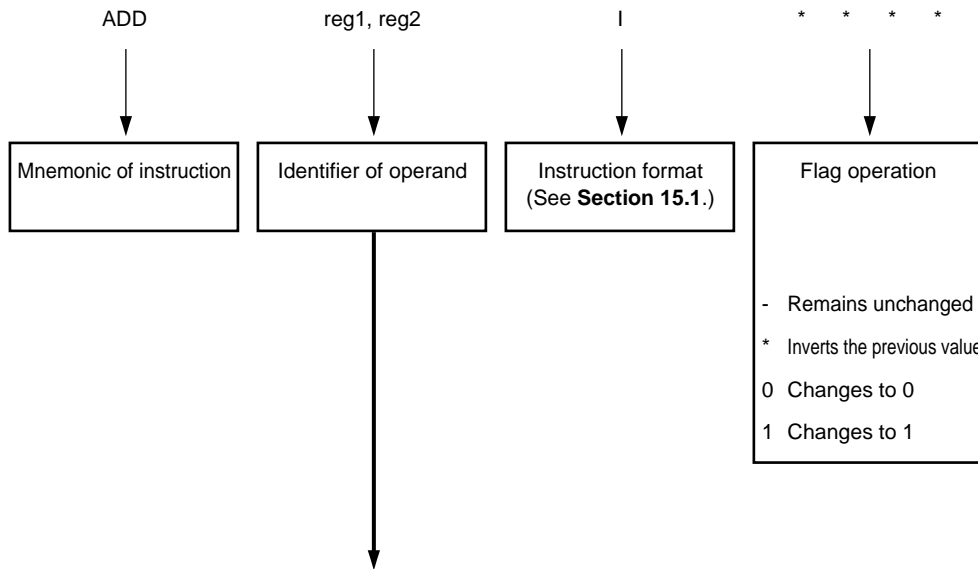 ADD reg1, reg2 I * * * *
Mnemonic of instruction
Identifier of operand
Instruction format
(See Section 15.1.)
Flag operation
- Remains unchanged
* Inverts the previous value
0 Changes to 0
1 Changes to 1